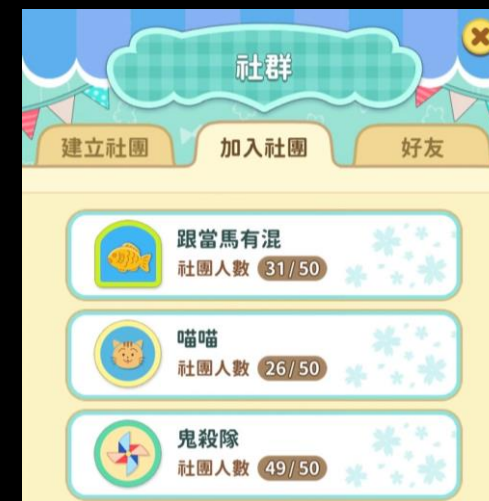 社群
建立社團
加入社團
好友
跟當馬有混
社團人數 31/50
喵喵
社團人數 26/50
鬼殺隊
社團人數 49/50